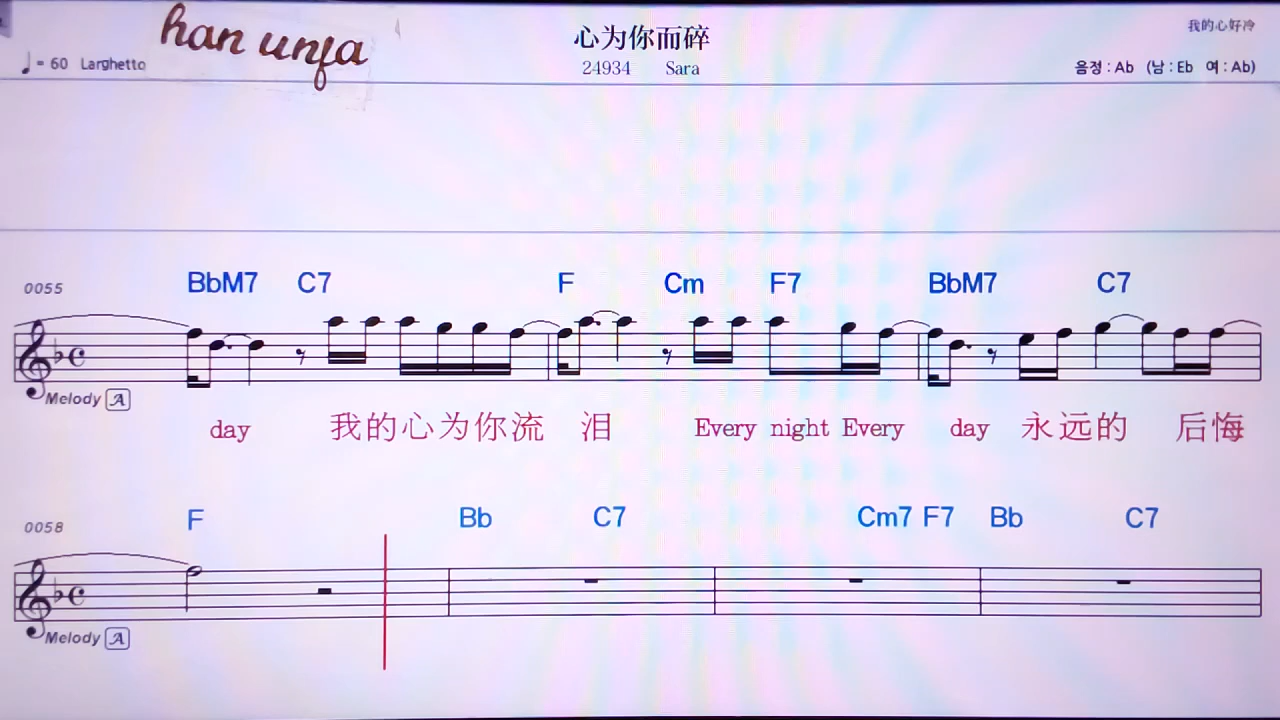 han unfa
心为你而碎
我的心好冷
♩= 60 Larghetto
24934 Sara
음정 : Ab (남 : Eb 여 : Ab)
0055 BbM7 C7 F Cm F7 BbM7 C7
Melody A
day 我的心为你流 泪 Every night Every day 永远的 后悔
0058 F Bb C7 Cm7 F7 Bb C7
Melody A